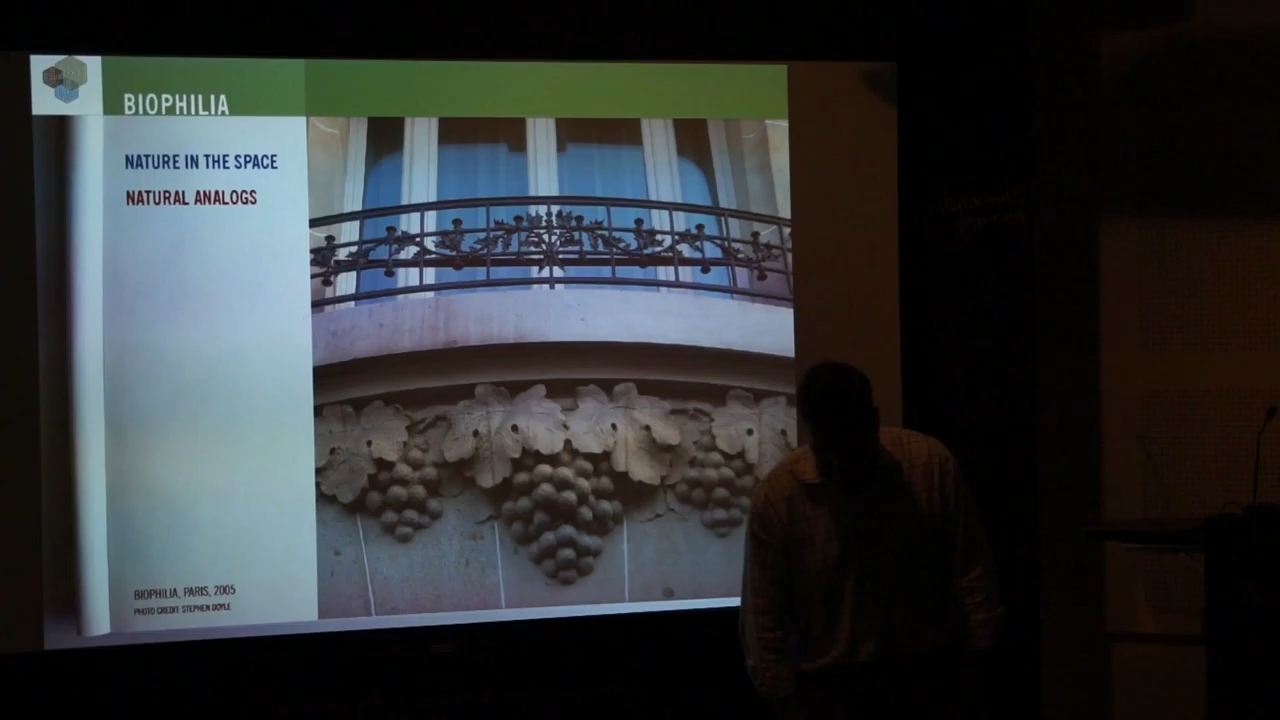 BIOPHILIA
NATURE IN THE SPACE
NATURAL ANALOGS
BIOPHILIA, PARIS, 2005
PHOTO CREDIT: STEPHEN DOYLE